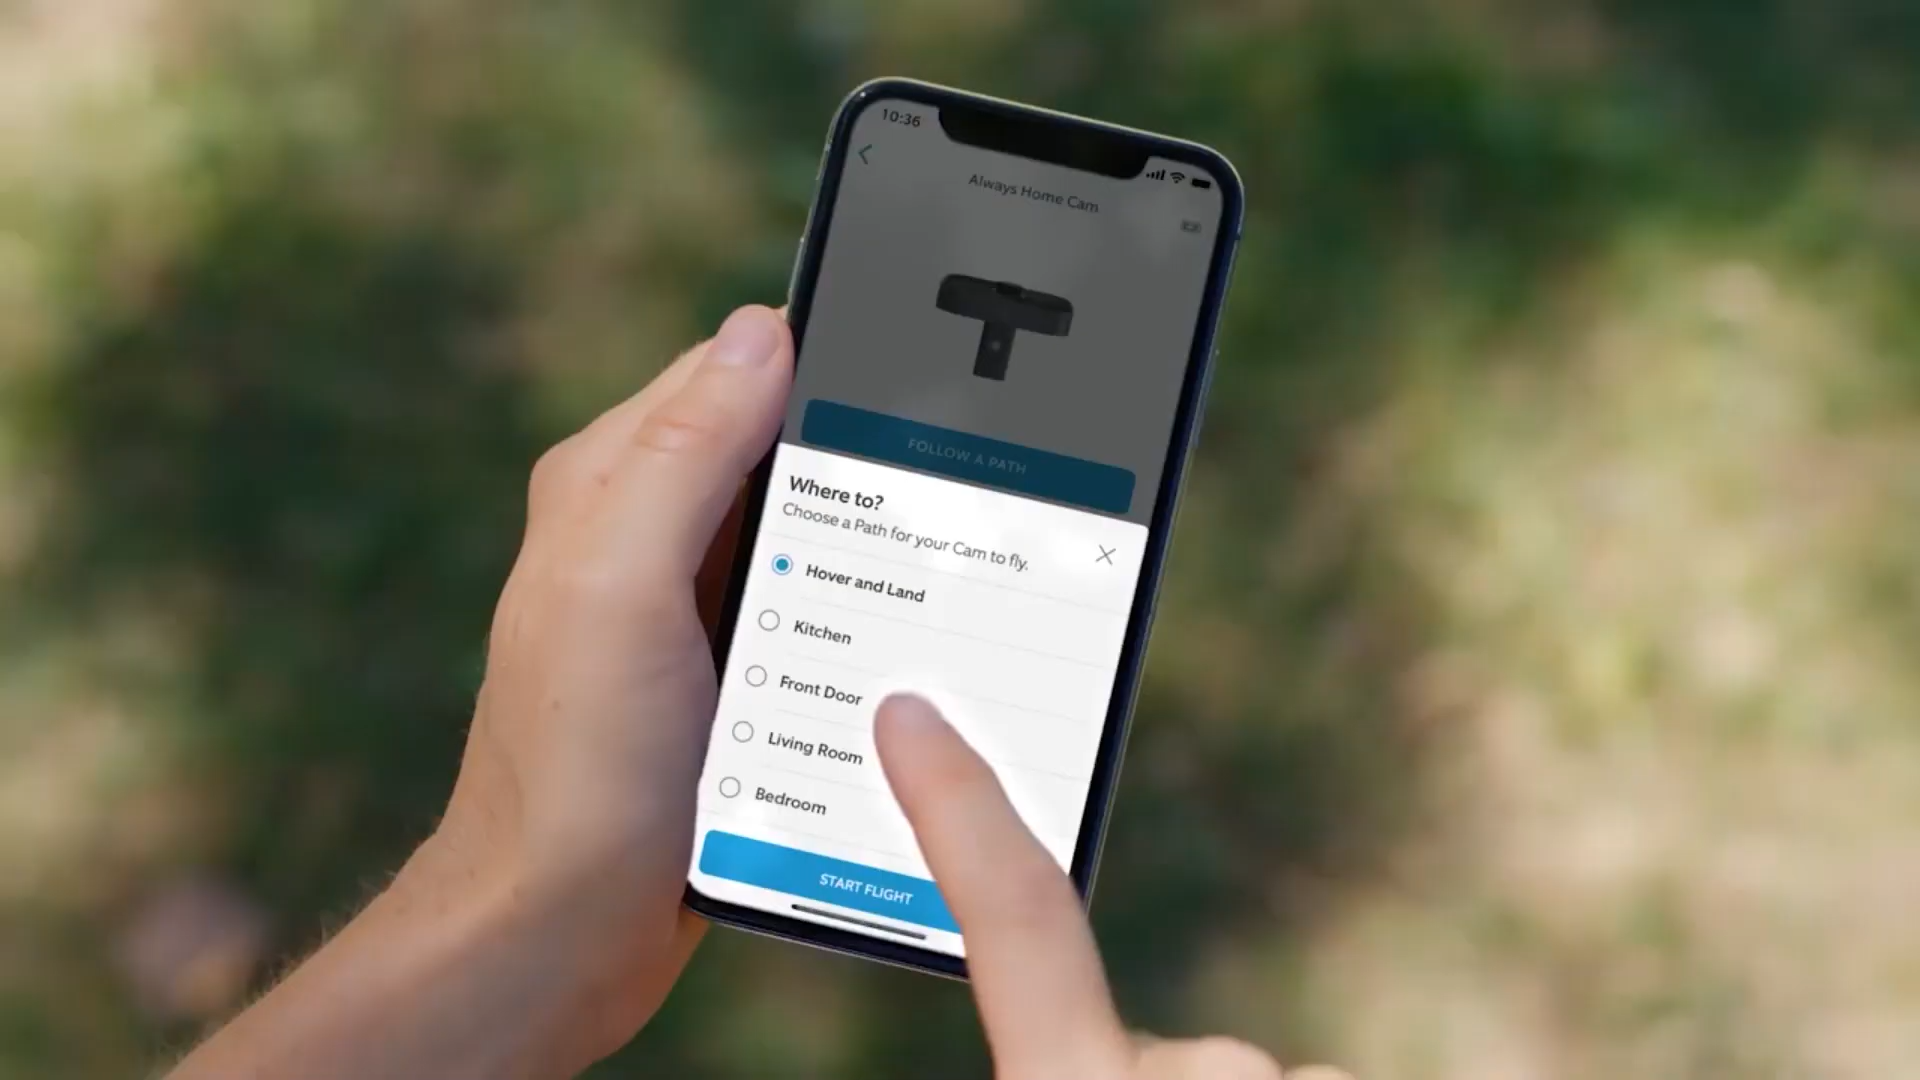 10:36
Always Home Cam
FOLLOW A PATH
Where to?
Choose a Path for your Cam to fly.
Hover and Land
Kitchen
Front Door
Living Room
Bedroom
START FLIGHT